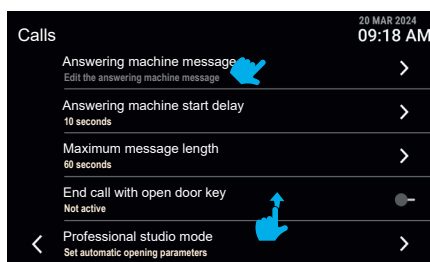 20 MAR 2024
Calls 09:18 AM
Answering machine message
Edit the answering machine message
Answering machine start delay
10 seconds
Maximum message length
60 seconds
End call with open door key
Not active
Professional studio mode
Set automatic opening parameters